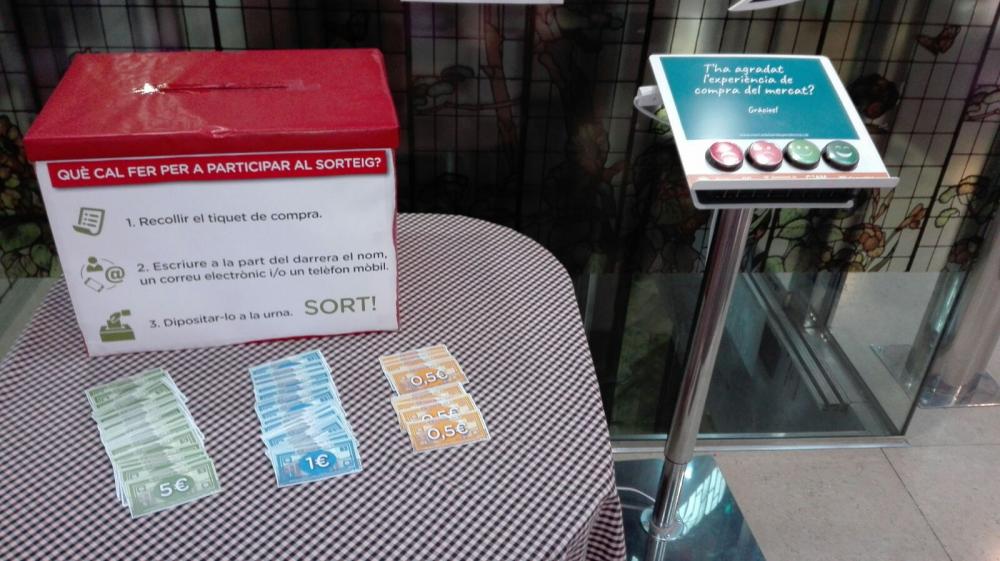 QUÈ CAL FER PER A PARTICIPAR AL SORTEIG?
1. Recollir el tiquet de compra.
2. Escriure a la part del darrera el nom,
un correu electrònic i/o un telèfon mòbil.
3. Dipositar-lo a la urna. SORT!
5€
1€
0,5€
0,5€
0,5€
T'ha agradat
l'experiència de
compra del mercat?
Gràcies!